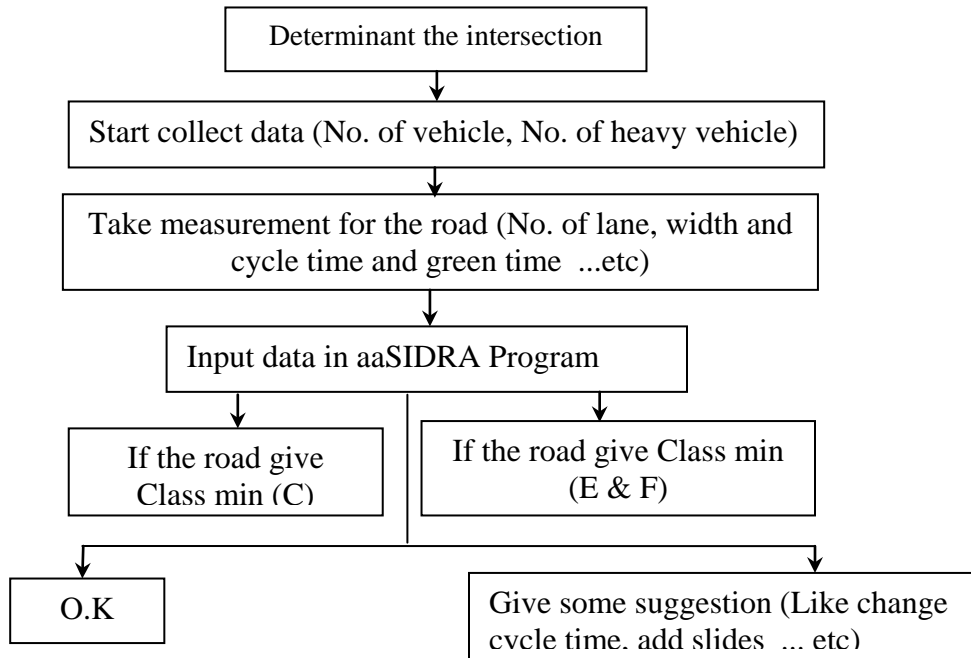 Determinant the intersection
Start collect data (No. of vehicle, No. of heavy vehicle)
Take measurement for the road (No. of lane, width and
cycle time and green time ...etc)
Input data in aaSIDRA Program
If the road give
Class min (C)
If the road give Class min
(E & F)
O.K
Give some suggestion (Like change
cycle time, add slides ... etc)